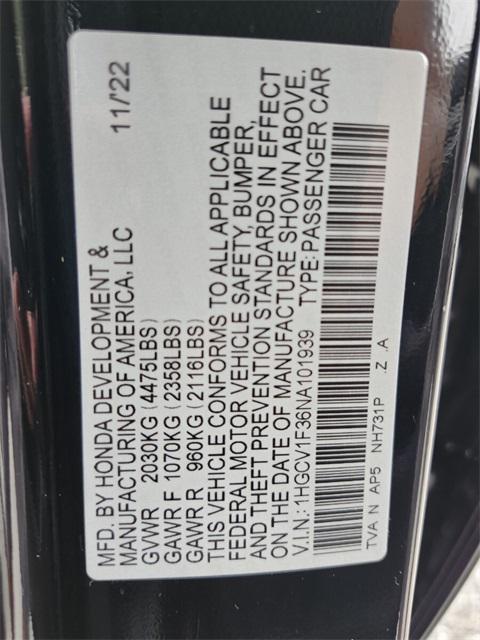 MFD. BY HONDA DEVELOPMENT & 11/'22
MANUFACTURING OF AMERICA, LLC
GVWR 2030KG (4475LBS)
GAWR F 1070KG (2358LBS)
GAWR R 960KG (2116LBS)
THIS VEHICLE CONFORMS TO ALL APPLICABLE
FEDERAL MOTOR VEHICLE SAFETY, BUMPER,
AND THEFT PREVENTION STANDARDS IN EFFECT
ON THE DATE OF MANUFACTURE SHOWN ABOVE.
V.I.N.: 1HGCV1F36NA101939 TYPE: PASSENGER CAR
TVA N AP5 NH731P .Z .A